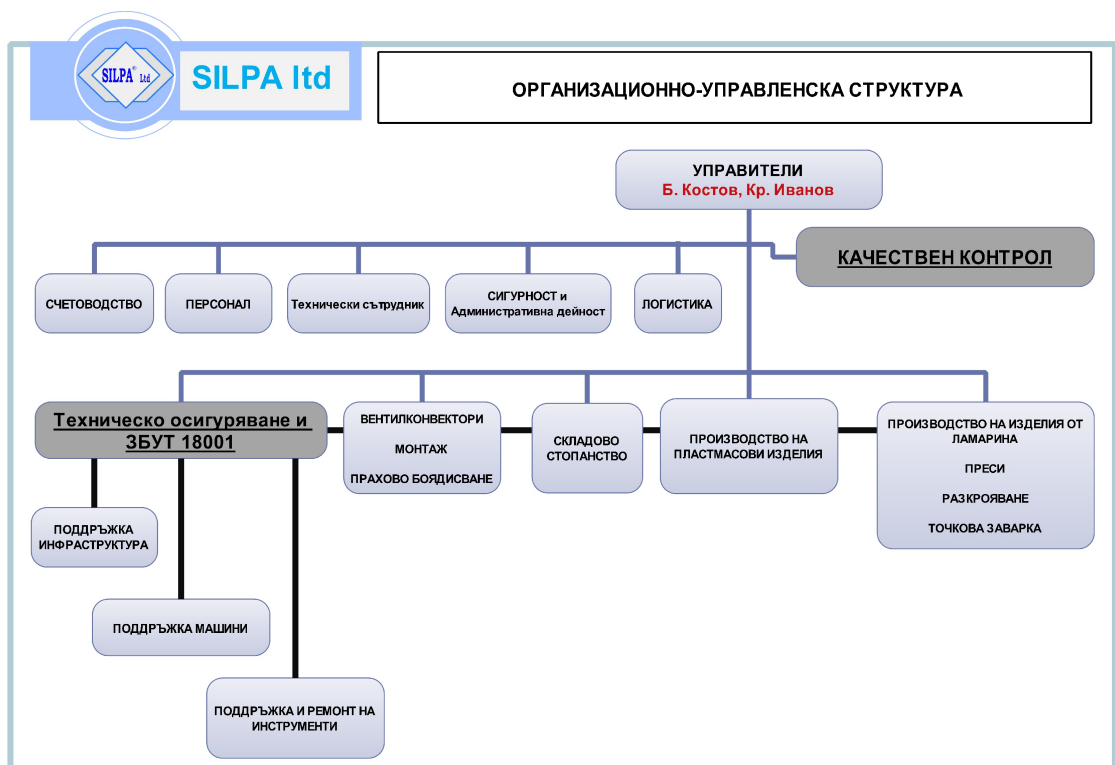 SILPA® Ltd
SILPA ltd
ОРГАНИЗАЦИОННО-УПРАВЛЕНСКА СТРУКТУРА
УПРАВИТЕЛИ
Б. Костов, Кр. Иванов
КАЧЕСТВЕН КОНТРОЛ
СЧЕТОВОДСТВО
ПЕРСОНАЛ
Технически сътрудник
СИГУРНОСТ и
Административна дейност
ЛОГИСТИКА
Техническо осигуряване и
ЗБУТ 18001
ВЕНТИЛКОНВЕКТОРИ
МОНТАЖ
ПРАХОВО БОЯДИСВАНЕ
СКЛАДОВО
СТОПАНСТВО
ПРОИЗВОДСТВО НА
ПЛАСТМАСОВИ ИЗДЕЛИЯ
ПРОИЗВОДСТВО НА ИЗДЕЛИЯ ОТ
ЛАМАРИНА
ПРЕСИ
РАЗКРОЯВАНЕ
ТОЧКОВА ЗАВАРКА
ПОДДРЪЖКА
ИНФРАСТРУКТУРА
ПОДДРЪЖКА МАШИНИ
ПОДДРЪЖКА И РЕМОНТ НА
ИНСТРУМЕНТИ